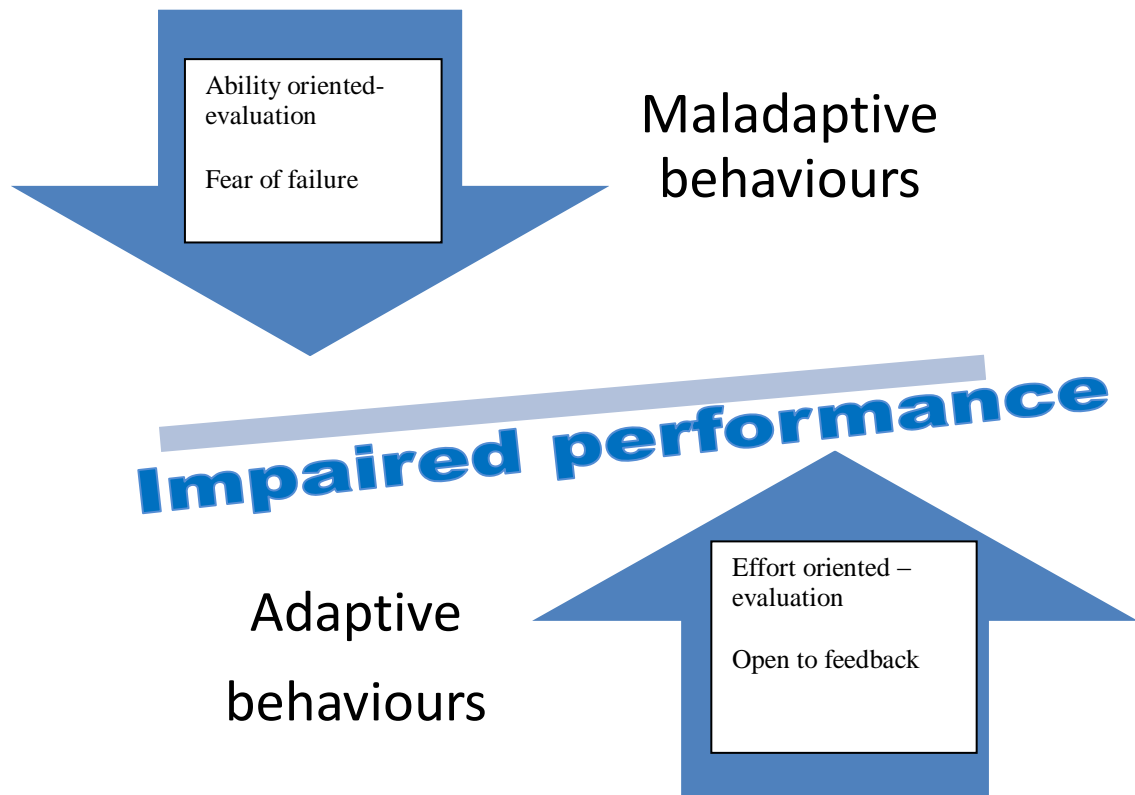 Ability oriented-
evaluation
Fear of failure
Maladaptive
behaviours
Impaired performance
Adaptive
behaviours
Effort oriented –
evaluation
Open to feedback